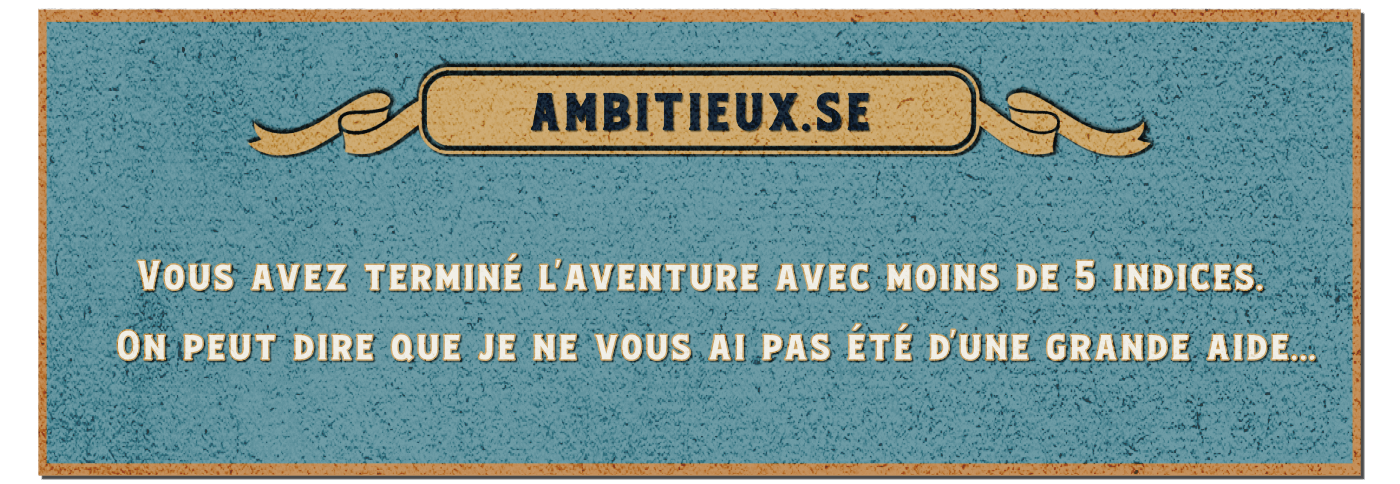 AMBITIEUX.SE
Vous avez terminé l'aventure avec moins de 5 indices.
On peut dire que je ne vous ai pas été d'une grande aide...